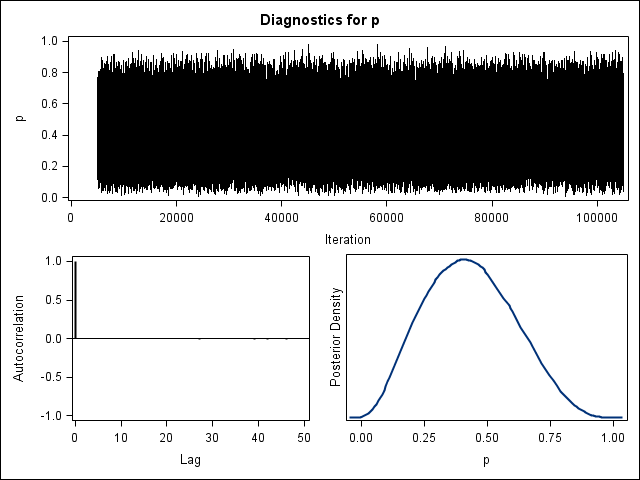 Diagnostics for p
1.0
0.8
0.6
0.4
0.2
0.0
p
0 20000 40000 60000 80000 100000
Iteration
1.0
0.5
0.0
-0.5
-1.0
Autocorrelation
0 10 20 30 40 50
Lag
Posterior Density
0.00 0.25 0.50 0.75 1.00
p